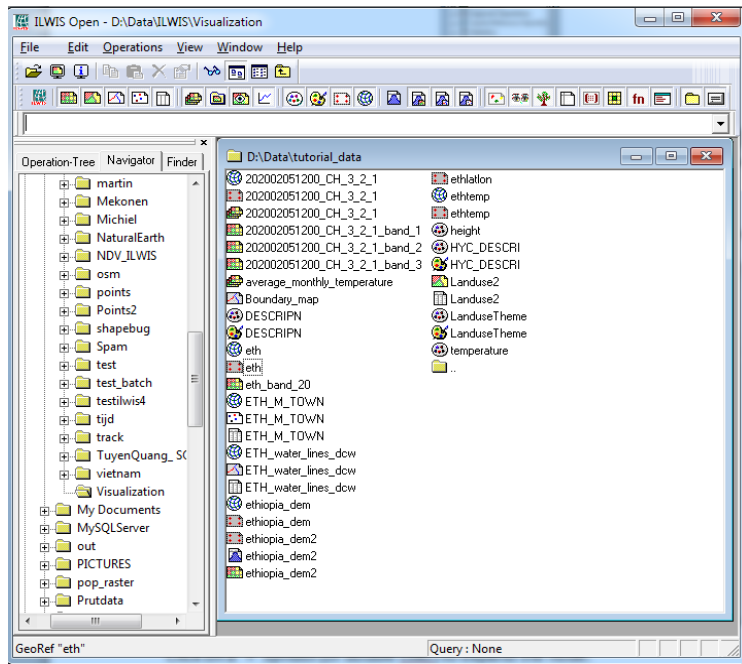 ILWIS Open - D:\Data\ILWIS\Visualization
File Edit Operations View Window Help
fn
Operation-Tree Navigator Finder
martin
Mekonen
Michiel
NaturalEarth
NDV_ILWIS
osm
points
Points2
shapebug
Spam
test
test_batch
testilwis4
tijd
track
TuyenQuang_ S(
vietnam
Visualization
My Documents
MySQLServer
out
PICTURES
pop_raster
Prutdata
D:\Data\tutorial_data
202002051200_CH_3_2_1
202002051200_CH_3_2_1
202002051200_CH_3_2_1
202002051200_CH_3_2_1_band_1
202002051200_CH_3_2_1_band_2
202002051200_CH_3_2_1_band_3
average_monthly_temperature
Boundary_map
DESCRIPN
DESCRIPN
eth
eth
eth_band_20
ETH_M_TOWN
ETH_M_TOWN
ETH_M_TOWN
ETH_water_lines_dcw
ETH_water_lines_dcw
ETH_water_lines_dcw
ethiopia_dem
ethiopia_dem
ethiopia_dem2
ethiopia_dem2
ethiopia_dem2
ethlatlon
ethtemp
ethtemp
height
HYC_DESCRI
HYC_DESCRI
Landuse2
Landuse2
LanduseTheme
LanduseTheme
temperature
..
GeoRef "eth"
Query : None